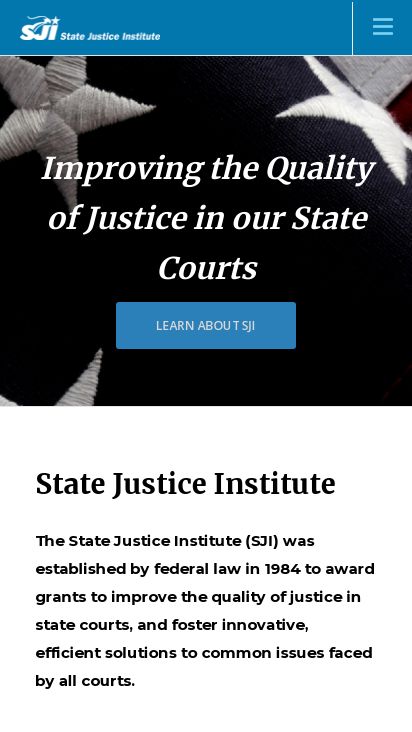 SJI State Justice Institute
Improving the Quality
of Justice in our State
Courts
LEARN ABOUT SJI
State Justice Institute
The State Justice Institute (SJI) was
established by federal law in 1984 to award
grants to improve the quality of justice in
state courts, and foster innovative,
efficient solutions to common issues faced
by all courts.